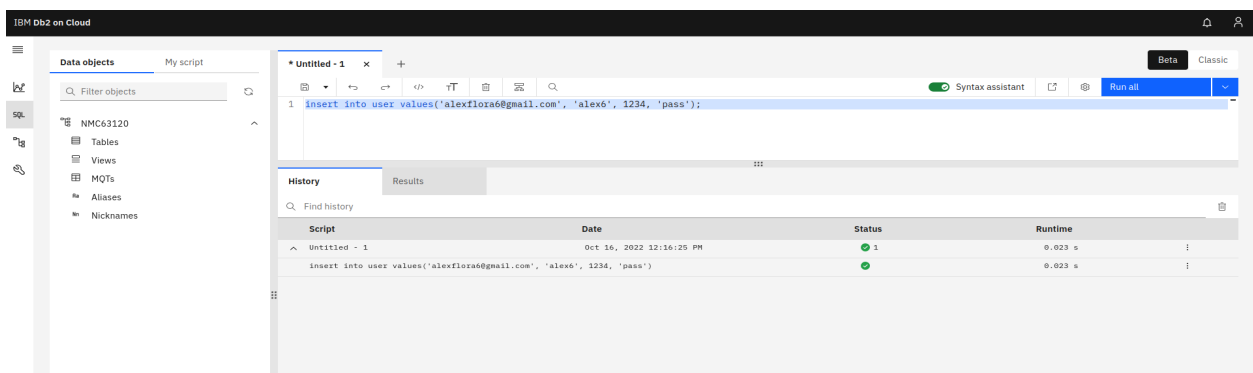 IBM Db2 on Cloud
Data objects My script
* Untitled - 1 × +
Beta Classic
Filter objects
Syntax assistant Run all
1 insert into user values('alexflora6@gmail.com', 'alex6', 1234, 'pass');
SQL
NMC63120
Tables
Views
MQTs
Aliases
Nicknames
History Results
Find history
Script Date Status Runtime
Untitled - 1 Oct 16, 2022 12:16:25 PM 1 0.023 s
insert into user values('alexflora6@gmail.com', 'alex6', 1234, 'pass') 0.023 s